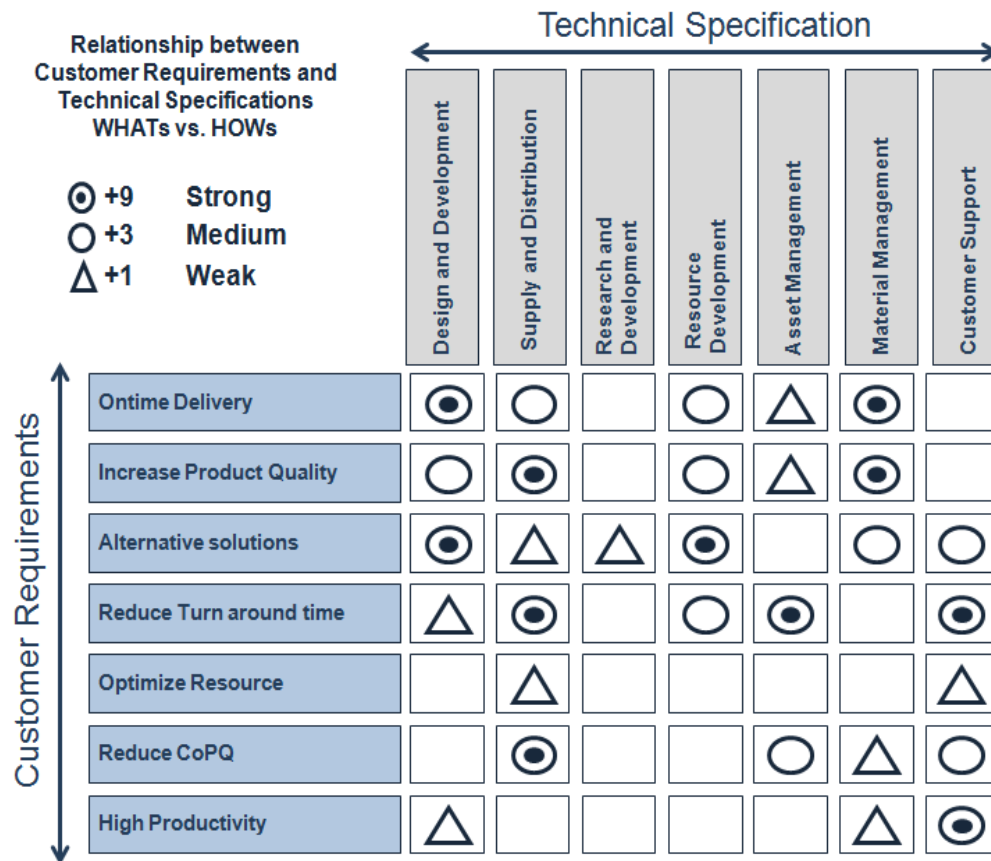 Technical Specification
Relationship between
Customer Requirements and
Technical Specifications
WHATs vs. HOWs
+9 Strong
+3 Medium
+1 Weak
Design and Development
Supply and Distribution
Research and
Development
Resource
Development
Asset Management
Material Management
Customer Support
Customer Requirements
Ontime Delivery
Increase Product Quality
Alternative solutions
Reduce Turn around time
Optimize Resource
Reduce CoPQ
High Productivity